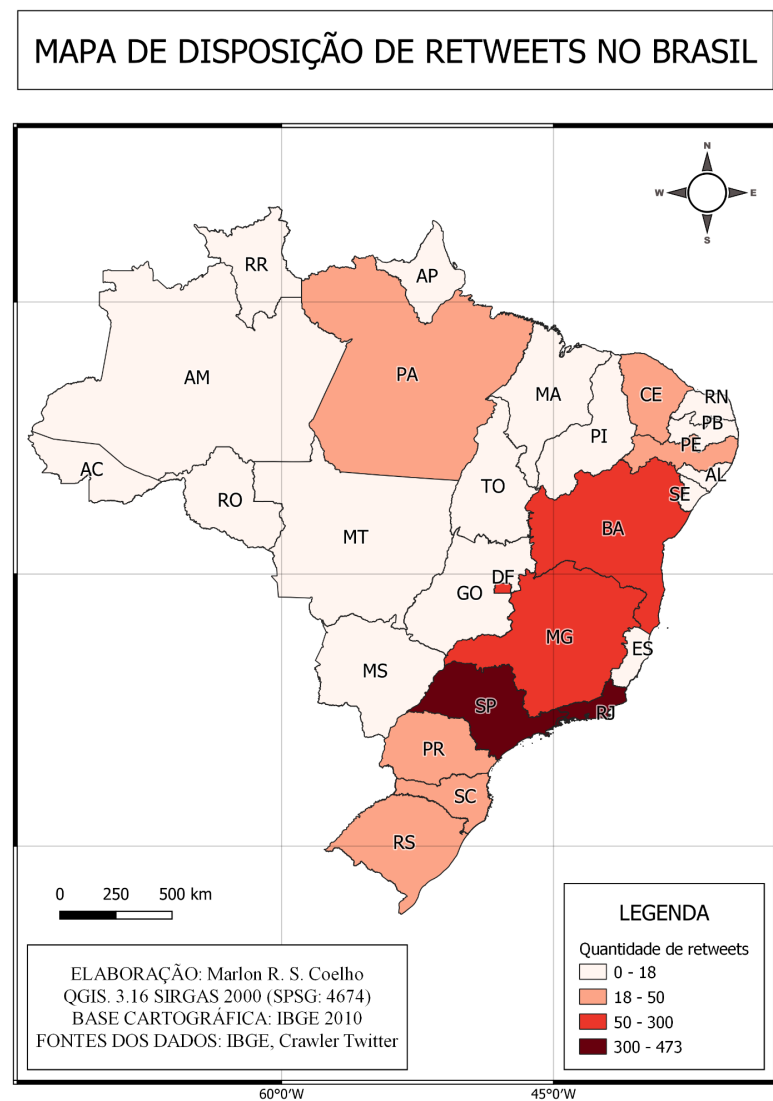 MAPA DE DISPOSIÇÃO DE RETWEETS NO BRASIL
N
W
E
S
RR
AP
AM
PA
MA
CE
RN
PB
PI
PE
AC
AL
TO
SE
RO
BA
MT
DF
GO
MG
ES
MS
SP
RJ
PR
SC
RS
0 250 500 km
LEGENDA
Quantidade de retweets
0 - 18
18 - 50
50 - 300
300 - 473
ELABORAÇÃO: Marlon R. S. Coelho
QGIS. 3.16 SIRGAS 2000 (SPSG: 4674)
BASE CARTOGRÁFICA: IBGE 2010
FONTES DOS DADOS: IBGE, Crawler Twitter
60°0'W 45°0'W